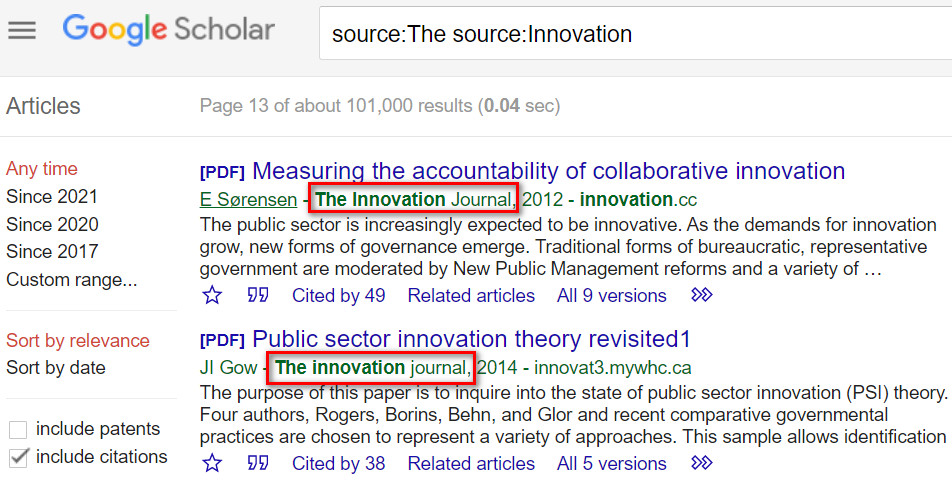 Google Scholar
source:The source:Innovation
Articles
Page 13 of about 101,000 results (0.04 sec)
Any time
Since 2021
Since 2020
Since 2017
Custom range...
Sort by relevance
Sort by date
include patents
include citations
[PDF] Measuring the accountability of collaborative innovation
E Sørensen - The Innovation Journal, 2012 - innovation.cc
The public sector is increasingly expected to be innovative. As the demands for innovation
grow, new forms of governance emerge. Traditional forms of bureaucratic, representative
government are moderated by New Public Management reforms and a variety of …
Cited by 49 Related articles All 9 versions
[PDF] Public sector innovation theory revisited1
JI Gow - The innovation journal, 2014 - innovat3.mywhc.ca
The purpose of this paper is to inquire into the state of public sector innovation (PSI) theory.
Four authors, Rogers, Borins, Behn, and Glor and recent comparative governmental
practices are chosen to represent a variety of approaches. This sample allows identification
Cited by 38 Related articles All 5 versions